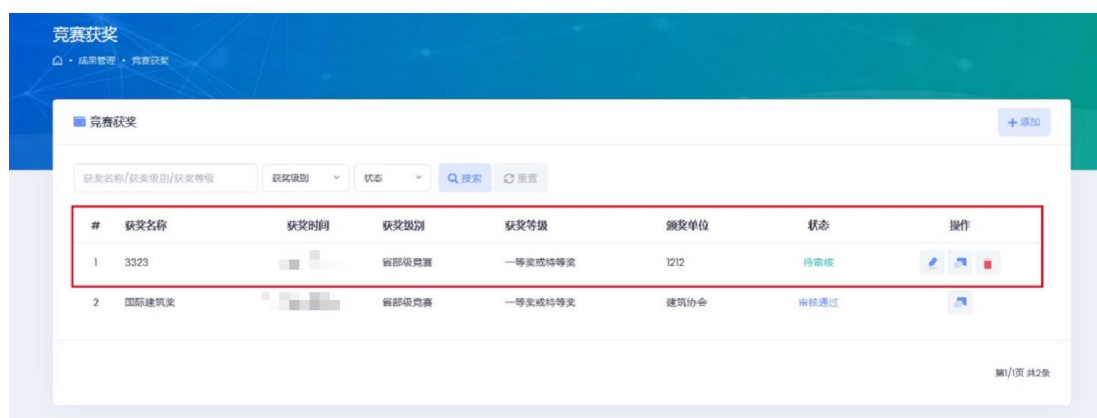 竞赛获奖
成果管理 • 竞赛获奖
竞赛获奖
添加
获奖名称/获奖级别/获奖等级 获奖级别 状态 搜索 重置
# 获奖名称 获奖时间 获奖级别 获奖等级 颁奖单位 状态 操作
1 3323 省部级竞赛 一等奖或特等奖 1212 待审核
2 国际建筑奖 省部级竞赛 一等奖或特等奖 建筑协会 审核通过
第1/1页 共2条